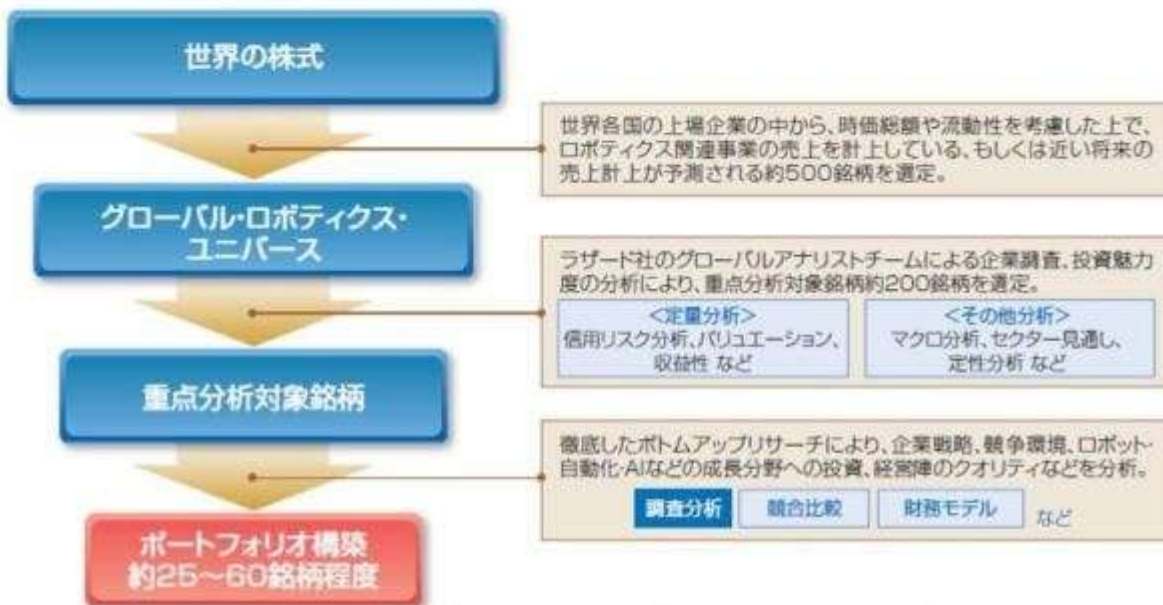 世界の株式
世界各国の上場企業の中から、時価総額や流動性を考慮した上で、
ロボティクス関連事業の売上を計上している、もしくは近い将来の
売上計上が予測される約500銘柄を選定。
グローバル・ロボティクス・
ユニバース
ラザード社のグローバルアナリストチームによる企業調査、投資魅力
度の分析により、重点分析対象銘柄約200銘柄を選定。
<定量分析>
信用リスク分析、バリュエーション、
収益性 など
<その他分析>
マクロ分析、セクター見通し、
定性分析 など
重点分析対象銘柄
徹底したボトムアップリサーチにより、企業戦略、競争環境、ロボット・
自動化・AIなどの成長分野への投資、経営陣のクオリティなどを分析。
調査分析
競合比較
財務モデル
など
ポートフォリオ構築
約25～60銘柄程度